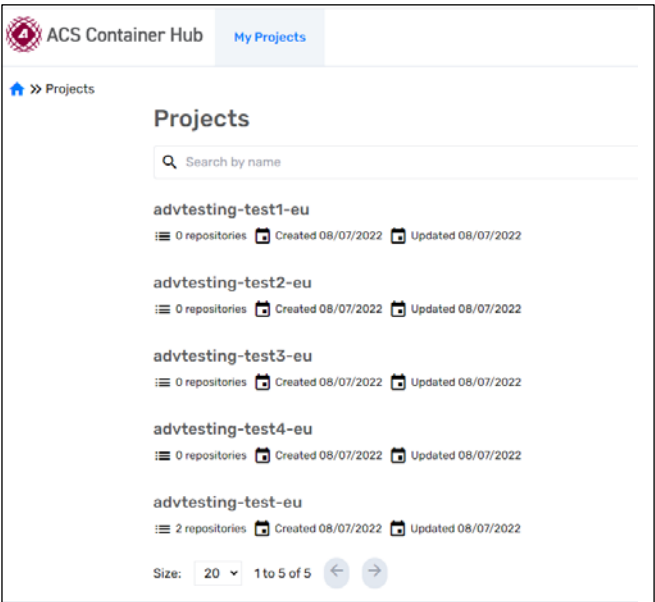 ACS Container Hub My Projects
» Projects
Projects
Search by name
advtesting-test1-eu
0 repositories Created 08/07/2022 Updated 08/07/2022
advtesting-test2-eu
0 repositories Created 08/07/2022 Updated 08/07/2022
advtesting-test3-eu
0 repositories Created 08/07/2022 Updated 08/07/2022
advtesting-test4-eu
0 repositories Created 08/07/2022 Updated 08/07/2022
advtesting-test-eu
2 repositories Created 08/07/2022 Updated 08/07/2022
Size: 20 1 to 5 of 5